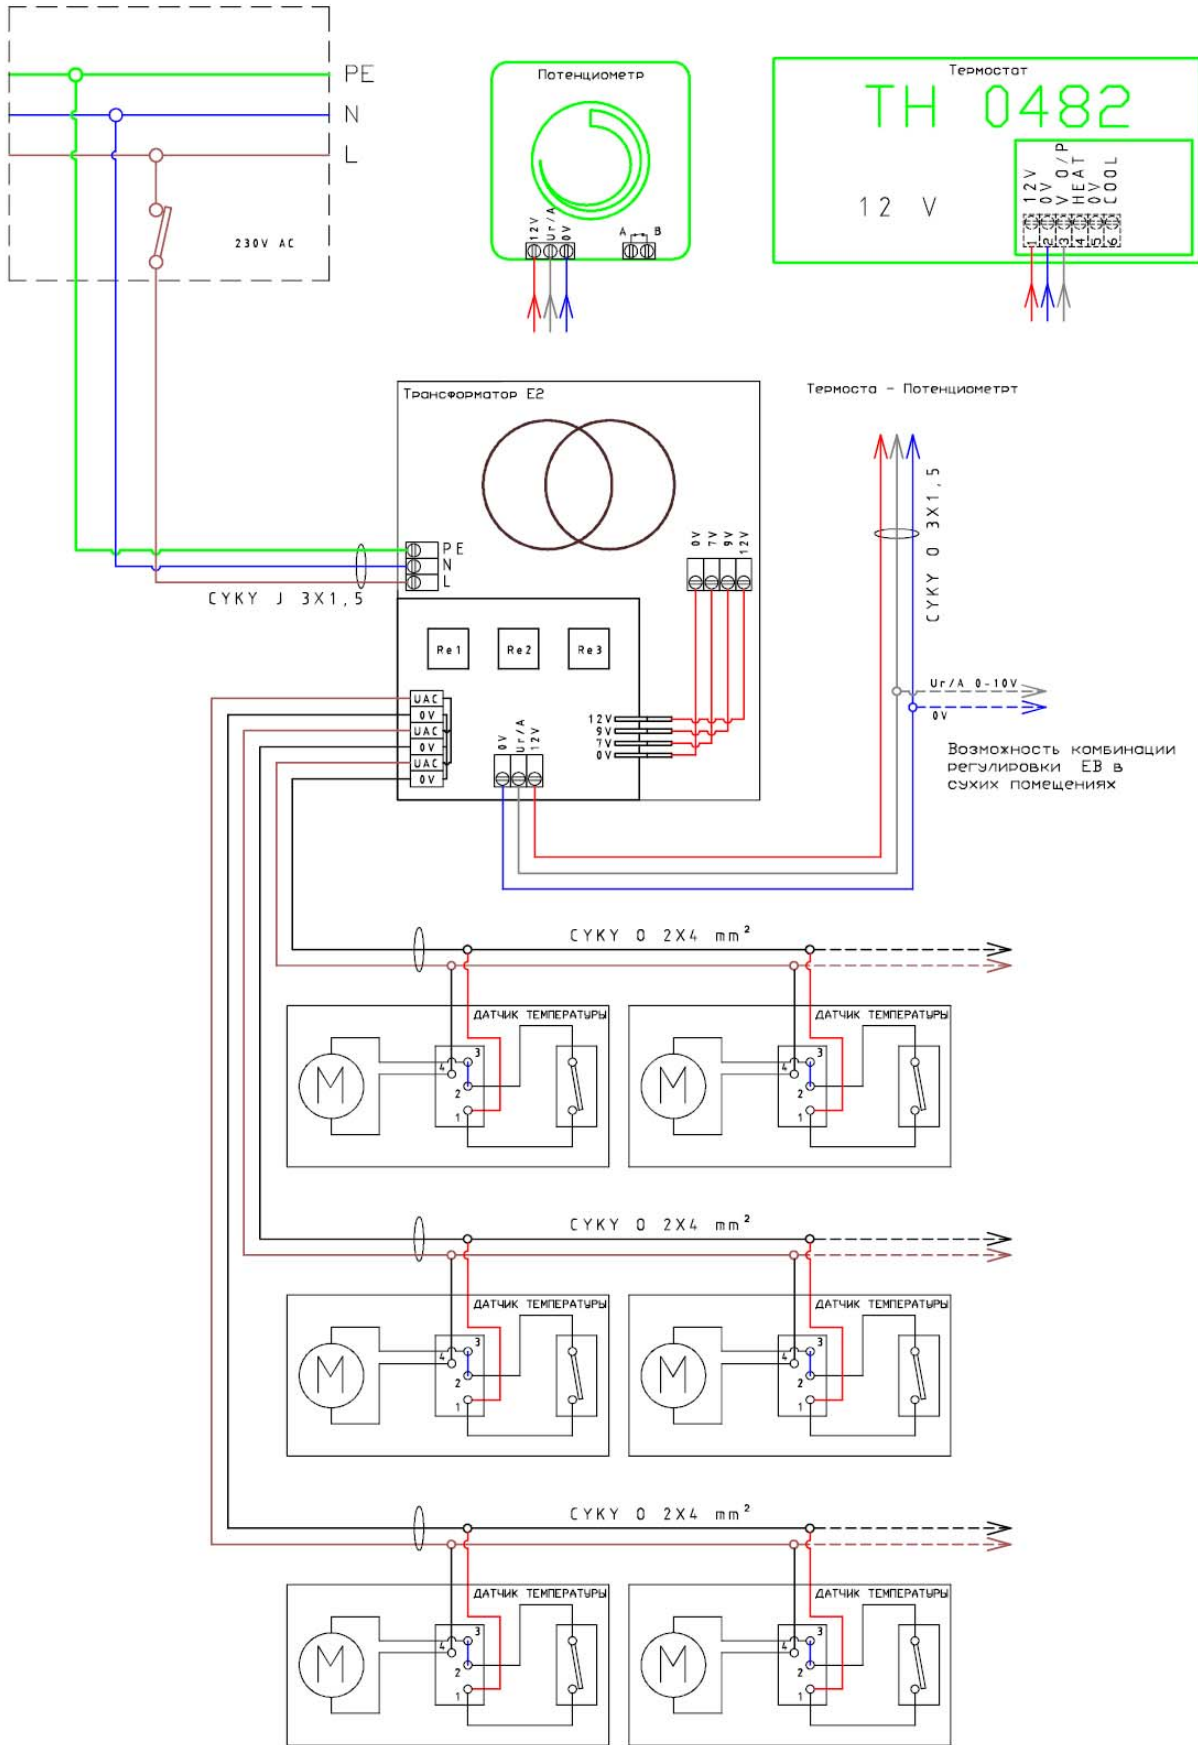 PE
N
L
230V AC
Потенциометр
12V
Ur/A
0V
A
B
Термостат
TH 0482
12 V
12V
0V
V O/P
HEAT
0V
COOL
1
2
3
4
5
6
Трансформатор E2
Термоста - Потенциометрт
PE
N
L
0V
7V
9V
12V
CYKY J 3X1,5
CYKY O 3X1,5
Re1
Re2
Re3
UAC
0V
UAC
0V
UAC
0V
0V
Ur/A
12V
12V
9V
7V
0V
Ur/A 0-10V
0V
Возможность комбинации
регулировки EB в
сухих помещениях
CYKY O 2X4 mm²
ДАТЧИК ТЕМПЕРАТУРЫ
M
4
3
2
1
ДАТЧИК ТЕМПЕРАТУРЫ
M
4
3
2
1
CYKY O 2X4 mm²
ДАТЧИК ТЕМПЕРАТУРЫ
M
4
3
2
1
ДАТЧИК ТЕМПЕРАТУРЫ
M
4
3
2
1
CYKY O 2X4 mm²
ДАТЧИК ТЕМПЕРАТУРЫ
M
4
3
2
1
ДАТЧИК ТЕМПЕРАТУРЫ
M
4
3
2
1